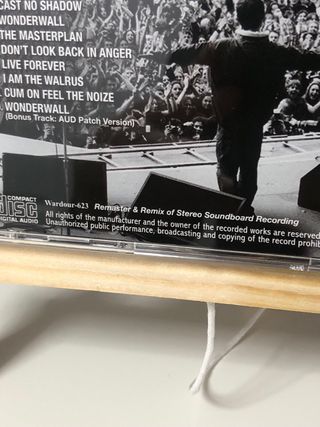 CAST NO SHADOW
WONDERWALL
THE MASTERPLAN
DON'T LOOK BACK IN ANGER
LIVE FOREVER
I AM THE WALRUS
CUM ON FEEL THE NOIZE
WONDERWALL
(Bonus Track: AUD Patch Version)
COMPACT
DISC
DIGITAL AUDIO
Wardour-623 Remaster & Remix of Stereo Soundboard Recording
All rights of the manufacturer and the owner of the recorded works are reserved
Unauthorized public performance, broadcasting and copying of the record prohib